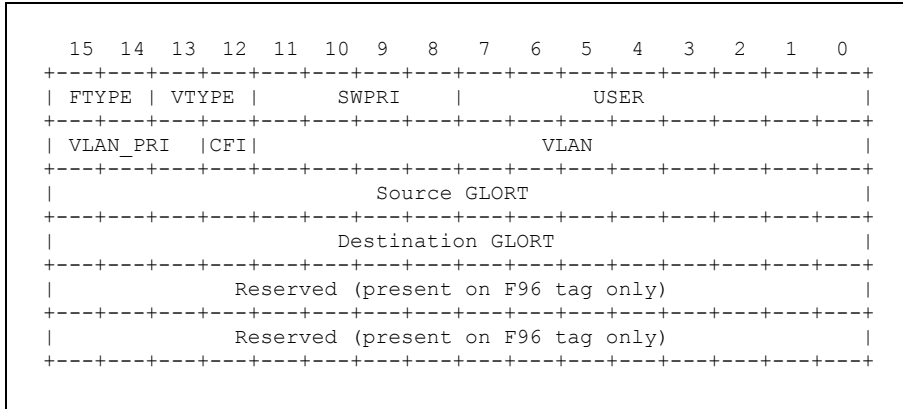 15 14 13 12 11 10 9 8 7 6 5 4 3 2 1 0
+---+---+---+---+---+---+---+---+---+---+---+---+---+---+---+---+
| FTYPE | VTYPE | SWPRI | USER |
+---+---+---+---+---+---+---+---+---+---+---+---+---+---+---+---+
| VLAN_PRI |CFI| VLAN |
+---+---+---+---+---+---+---+---+---+---+---+---+---+---+---+---+
| Source GLORT |
+---+---+---+---+---+---+---+---+---+---+---+---+---+---+---+---+
| Destination GLORT |
+---+---+---+---+---+---+---+---+---+---+---+---+---+---+---+---+
| Reserved (present on F96 tag only) |
+---+---+---+---+---+---+---+---+---+---+---+---+---+---+---+---+
| Reserved (present on F96 tag only) |
+---+---+---+---+---+---+---+---+---+---+---+---+---+---+---+---+